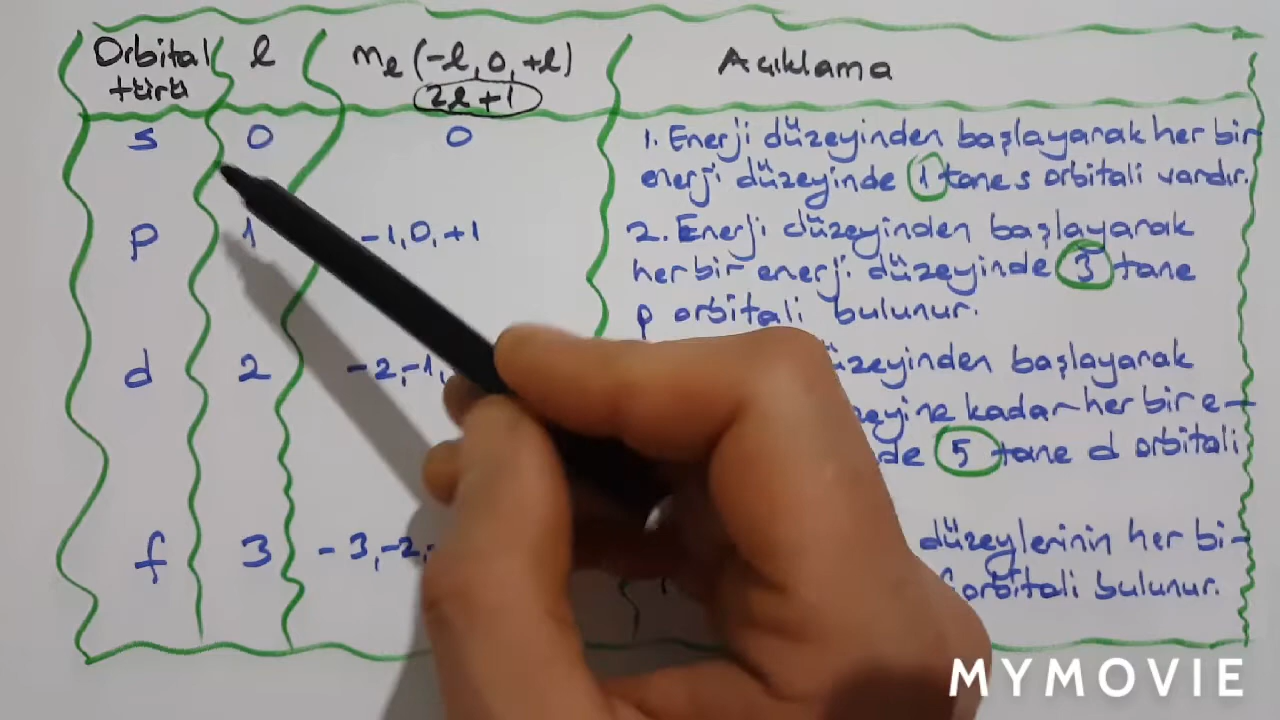 Orbital türü l mℓ (-l, 0, +l) Açıklama
2l+1
s 0 0 1. Enerji düzeyinden başlayarak her bir
enerji düzeyinde 1 tane s orbitali vardır.
p 1 -1, 0, +1 2. Enerji düzeyinden başlayarak
her bir enerji düzeyinde 3 tane
p orbitali bulunur.
d 2 -2, -1, düzeyinden başlayarak
kadar her bir e-
5 tane d orbitali
f 3 -3, -2, düzeylerinin her bi-
orbitali bulunur.
MYMOVIE